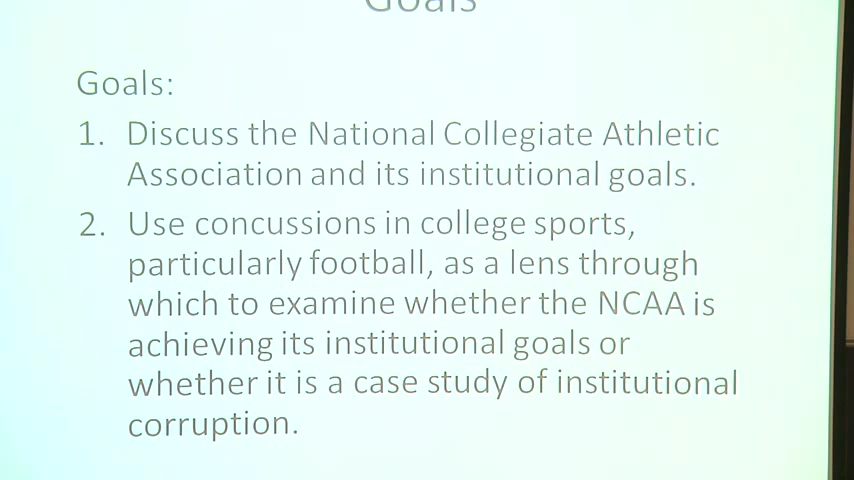 Goals
Goals:
1. Discuss the National Collegiate Athletic
Association and its institutional goals.
2. Use concussions in college sports,
particularly football, as a lens through
which to examine whether the NCAA is
achieving its institutional goals or
whether it is a case study of institutional
corruption.